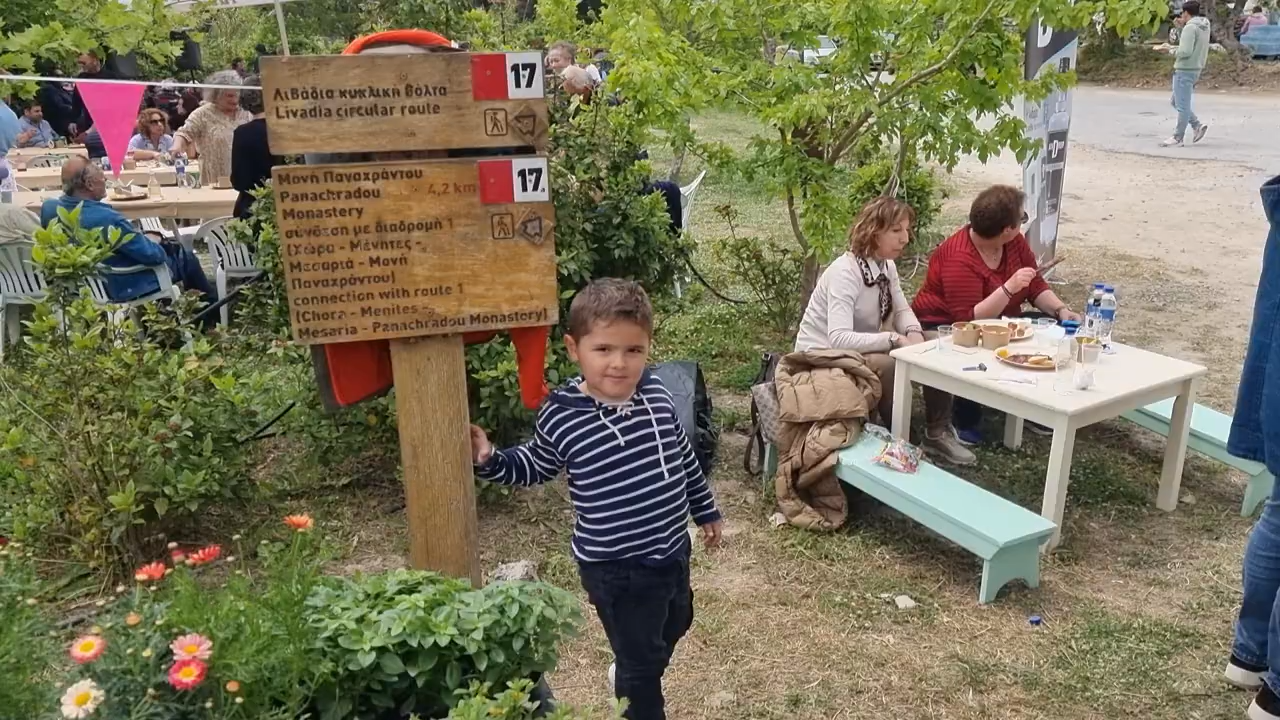 Λιβάδια κυκλική βόλτα
Livadia circular route
17
Μονή Παναχράντου
Panachradou 4,2 km
Monastery
σύνδεση με διαδρομή 1
(Χώρα - Μένητες -
Μεσαριά - Μονή
Παναχράντου)
connection with route 1
(Chora - Menites -
Mesaria - Panachradou Monastery)
17